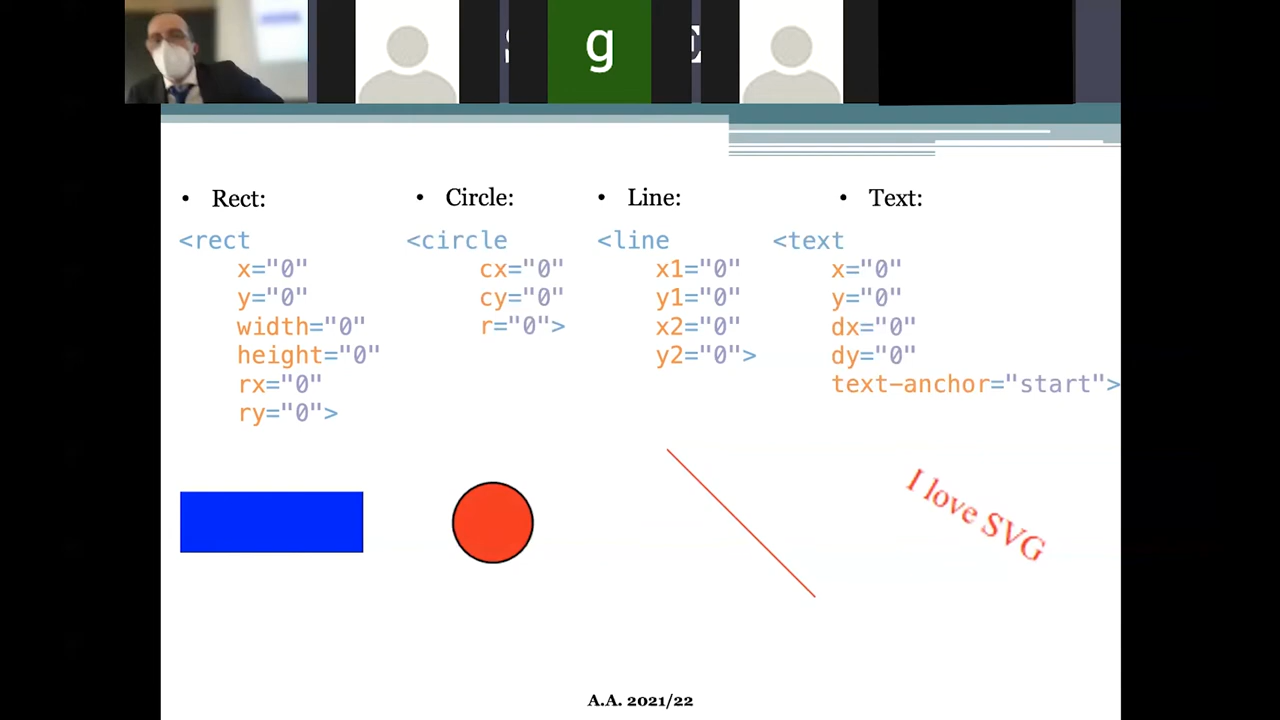 g
• Rect:
<rect
x="0"
y="0"
width="0"
height="0"
rx="0"
ry="0">
• Circle:
<circle
cx="0"
cy="0"
r="0">
• Line:
<line
x1="0"
y1="0"
x2="0"
y2="0">
• Text:
<text
x="0"
y="0"
dx="0"
dy="0"
text-anchor="start">
I love SVG
A.A. 2021/22